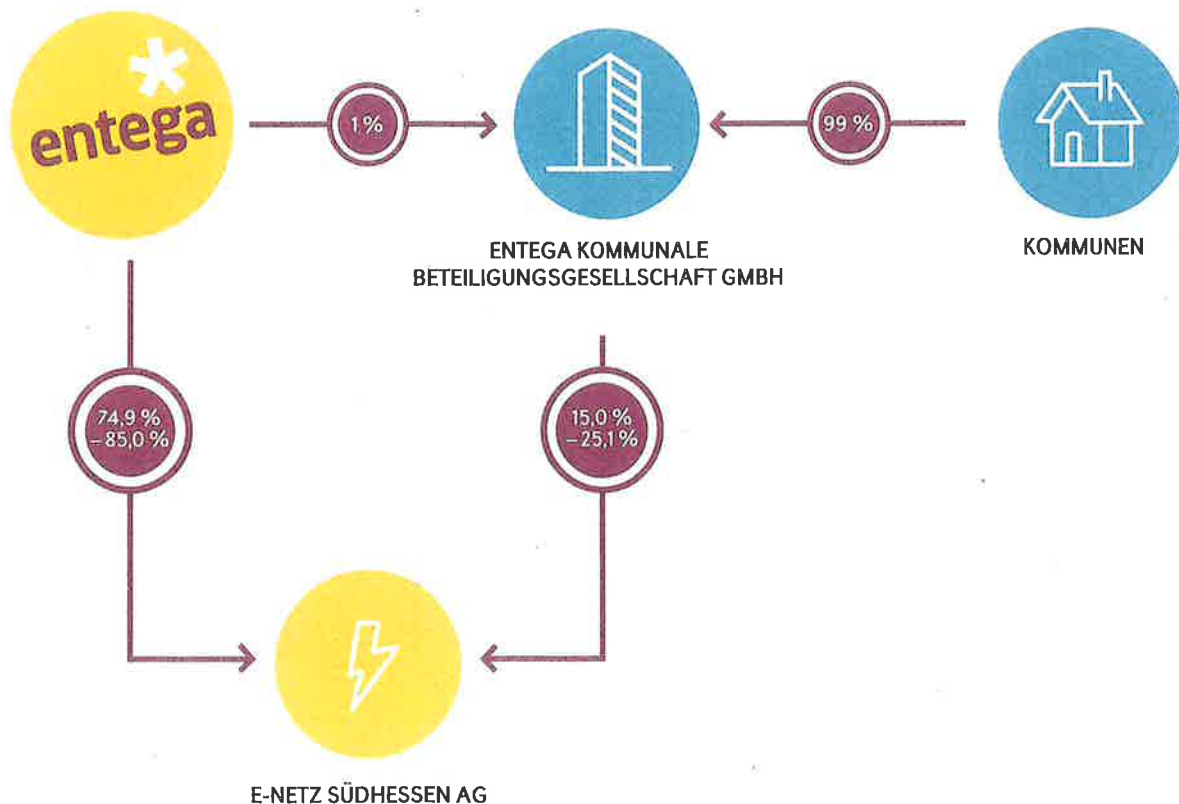 entega
1 %
99 %
ENTEGA KOMMUNALE
BETEILIGUNGSGESELLSCHAFT GMBH
KOMMUNEN
74,9 %
– 85,0 %
15,0 %
– 25,1 %
E-NETZ SÜDHESSEN AG